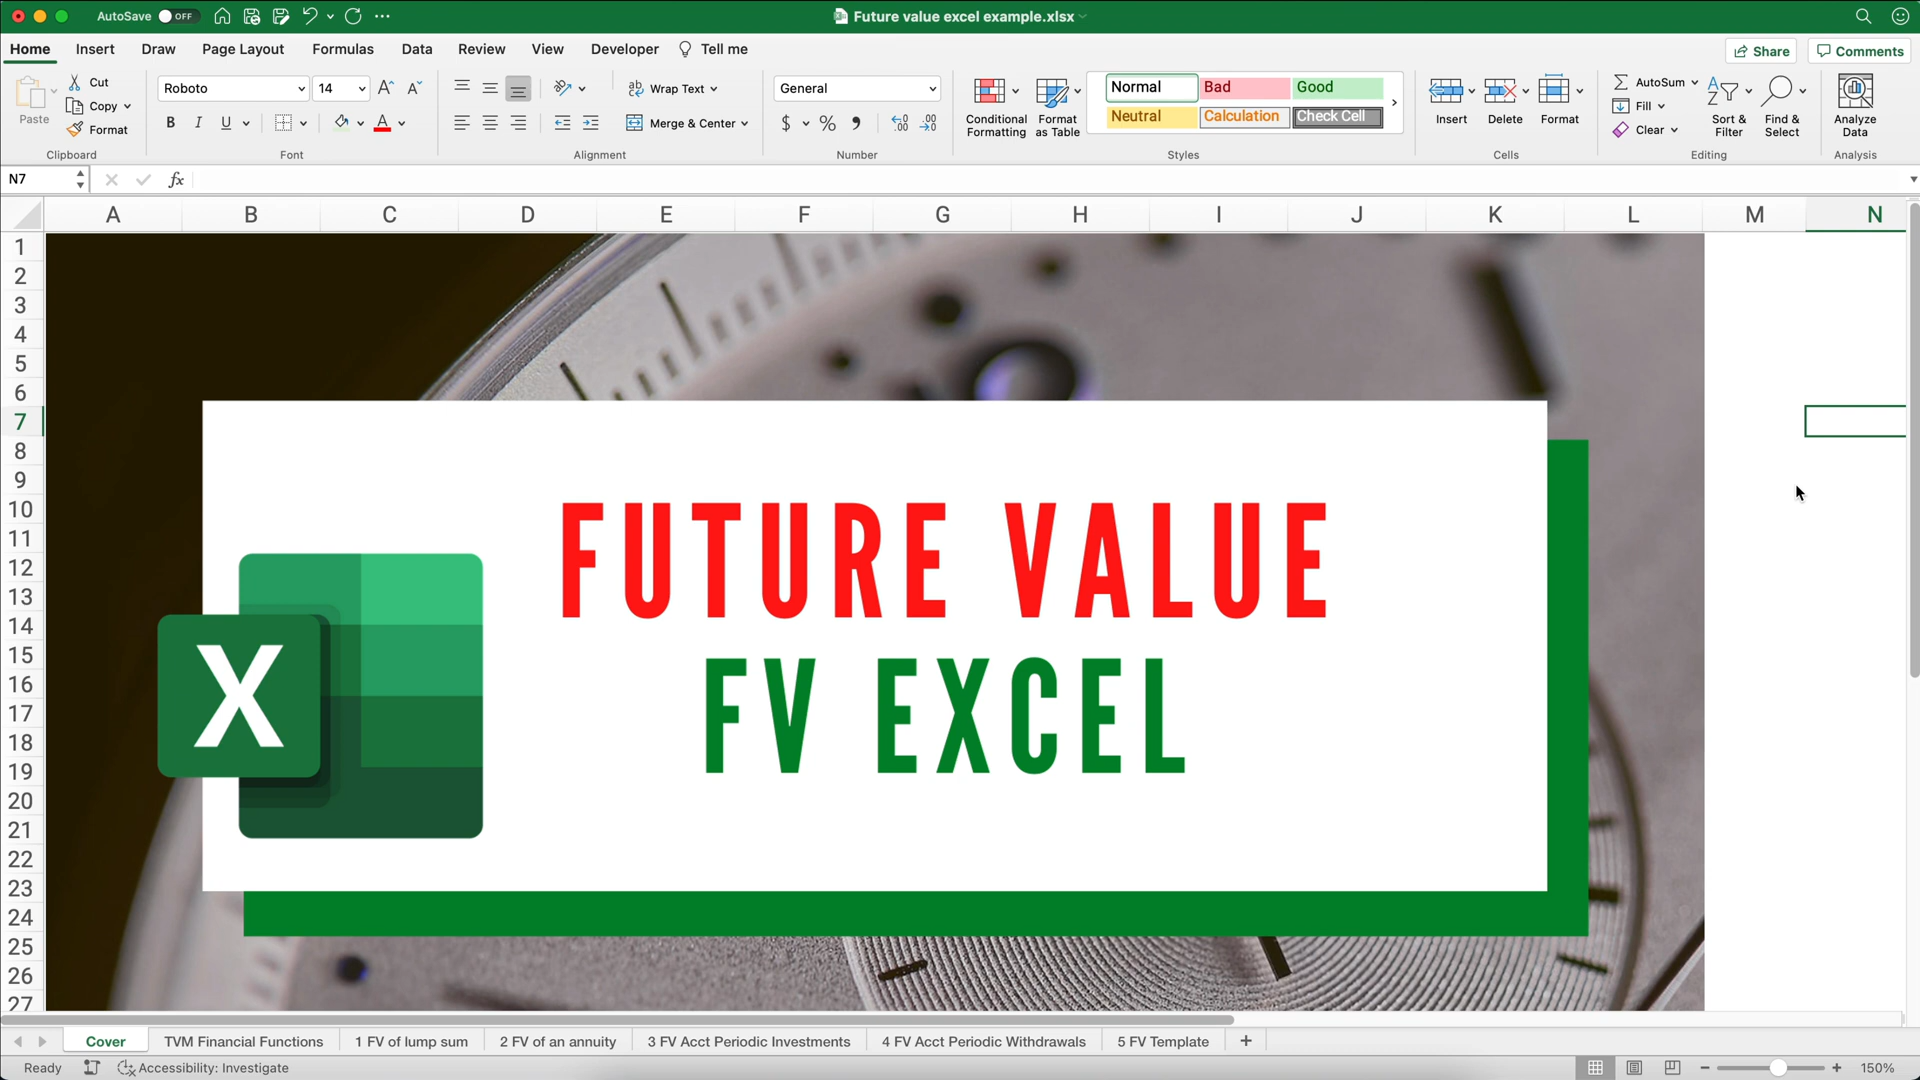 AutoSave OFF
Future value excel example.xlsx
Home Insert Draw Page Layout Formulas Data Review View Developer Tell me
Share Comments
Paste
Cut
Copy
Format
Clipboard
Roboto 14
B I U
A
Font
Wrap Text
Merge & Center
Alignment
General
$ % ,
Number
Conditional Formatting
Format as Table
Normal Bad Good
Neutral Calculation Check Cell
Styles
Insert Delete Format
Cells
AutoSum
Fill
Clear
Sort & Filter
Find & Select
Editing
Analyze Data
Analysis
N7 fx
A B C D E F G H I J K L M N
1
2
3
4
5
6
7
8
9
10
11
12
13
14
15
16
17
18
19
20
21
22
23
24
25
26
27
FUTURE VALUE
X
FV EXCEL
Cover TVM Financial Functions 1 FV of lump sum 2 FV of an annuity 3 FV Acct Periodic Investments 4 FV Acct Periodic Withdrawals 5 FV Template +
Ready Accessibility: Investigate 150%